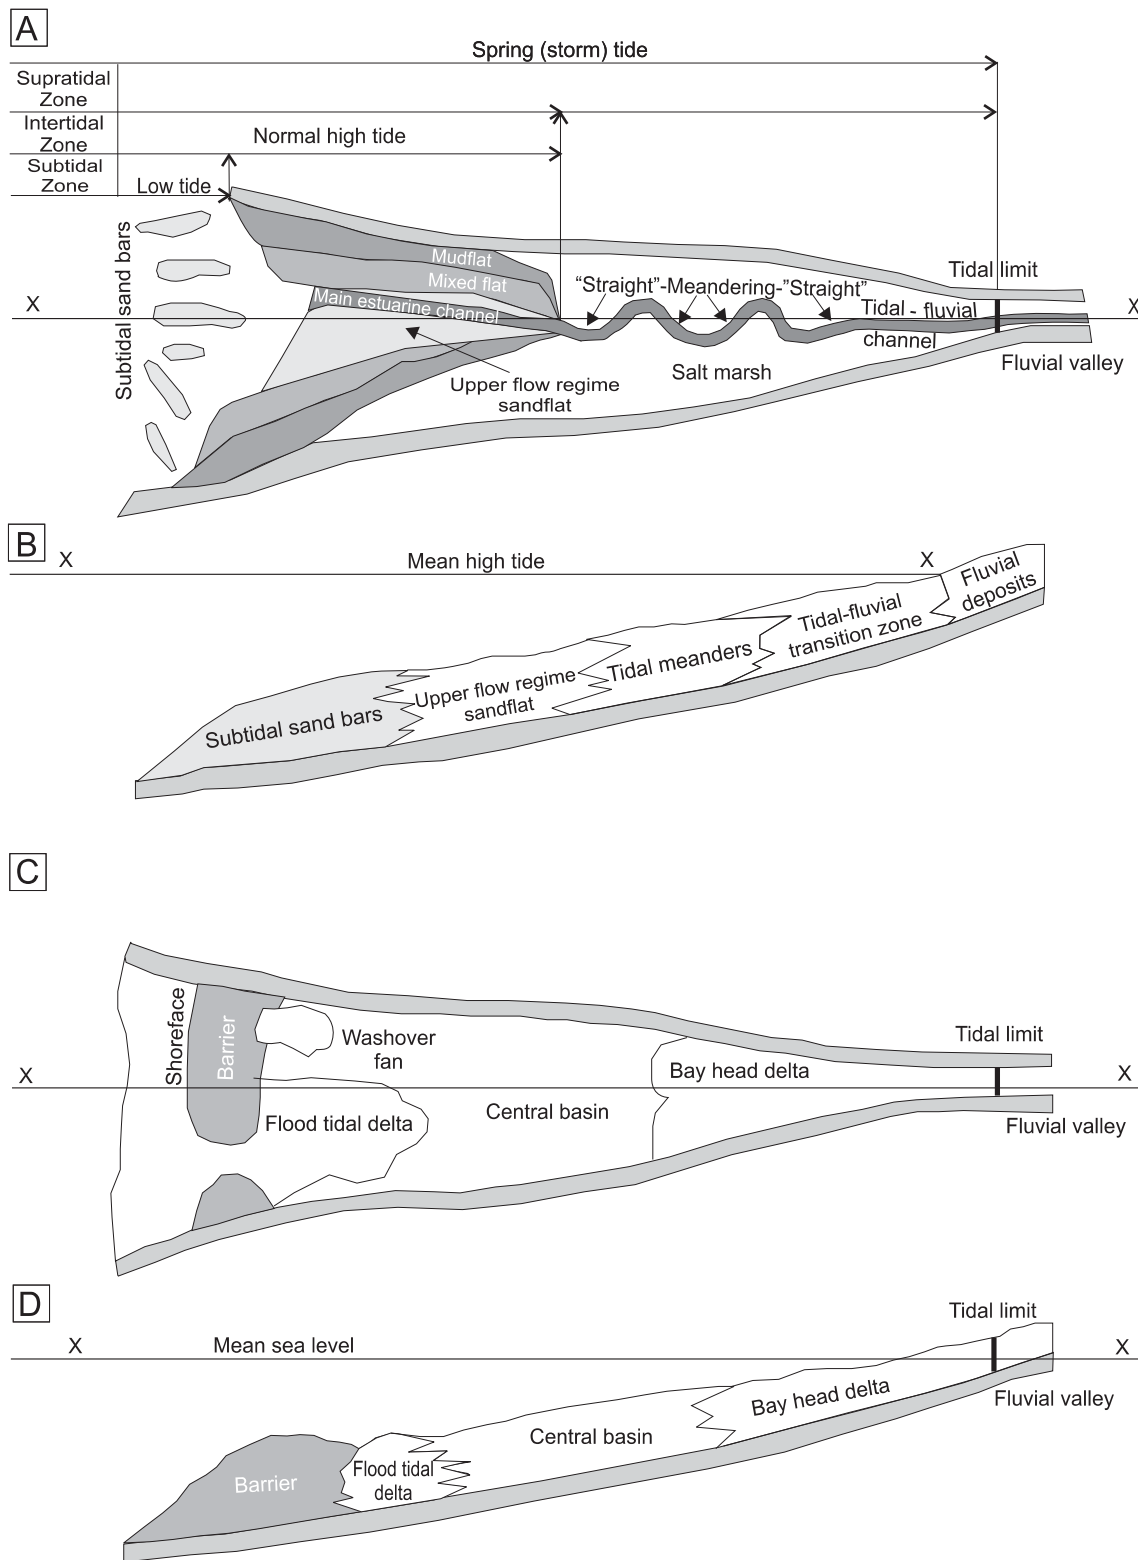 A
Spring (storm) tide
Supratidal
Zone
Intertidal
Zone
Normal high tide
Subtidal
Zone
Low tide
Subtidal sand bars
Mudflat
Mixed flat
Main estuarine channel
"Straight"-Meandering-"Straight"
Tidal limit
X
X
Tidal - fluvial
channel
Upper flow regime
sandflat
Salt marsh
Fluvial valley
B
X
Mean high tide
X
Fluvial
deposits
Tidal-fluvial
transition zone
Tidal meanders
Upper flow regime
sandflat
Subtidal sand bars
C
Shoreface
Barrier
Washover
fan
Tidal limit
X
Bay head delta
X
Flood tidal delta
Central basin
Fluvial valley
D
Tidal limit
X
Mean sea level
X
Bay head delta
Fluvial valley
Central basin
Flood tidal
delta
Barrier